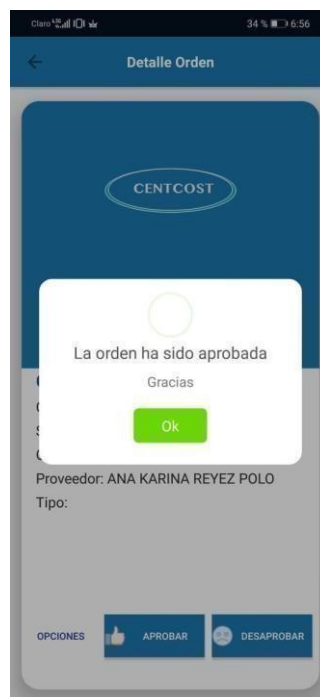 Claro
34 % 6:56
Detalle Orden
CENTCOST
La orden ha sido aprobada
Gracias
Ok
Proveedor: ANA KARINA REYEZ POLO
Tipo:
OPCIONES
APROBAR
DESAPROBAR